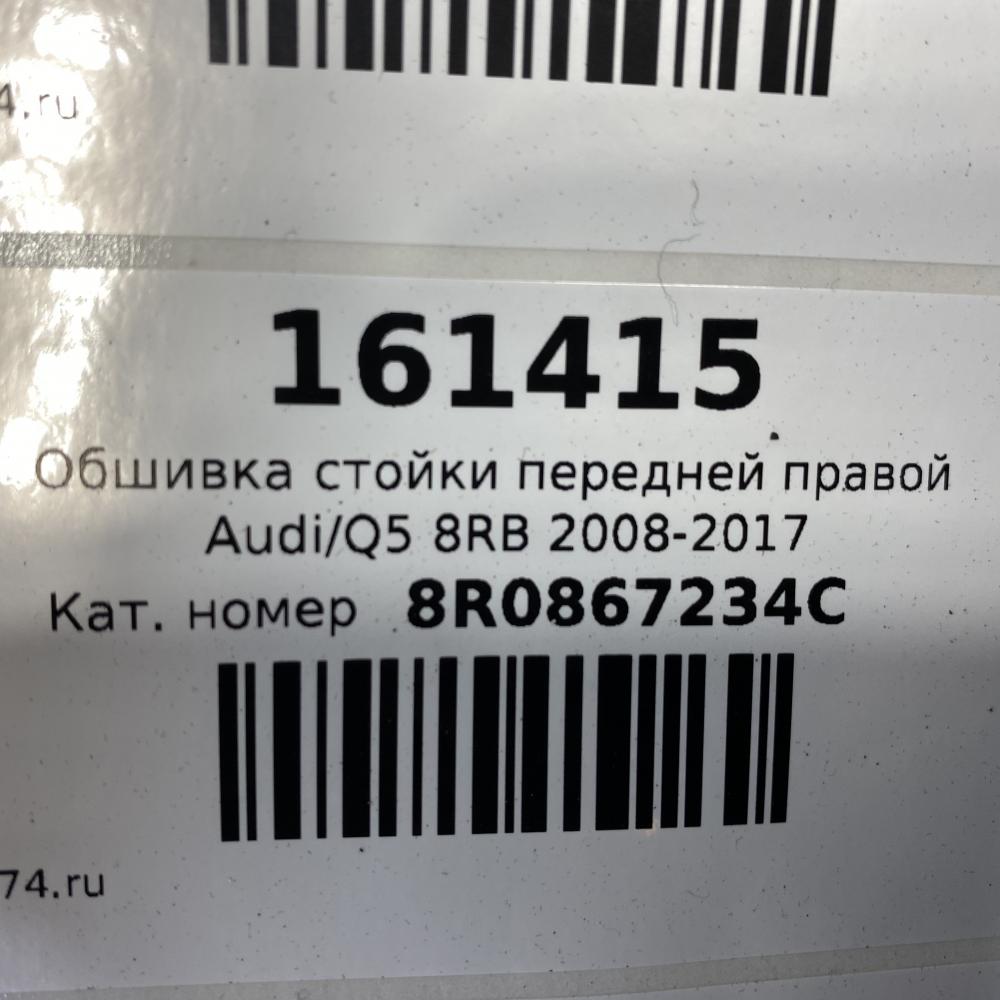 4.ru
161415
Обшивка стойки передней правой
Audi/Q5 8RB 2008-2017
Кат. номер 8R0867234C
74.ru